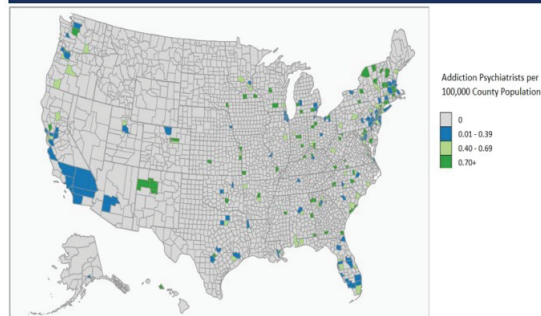 Addiction Psychiatrists per
100,000 County Population
0
0.01 - 0.39
0.40 - 0.69
0.70+